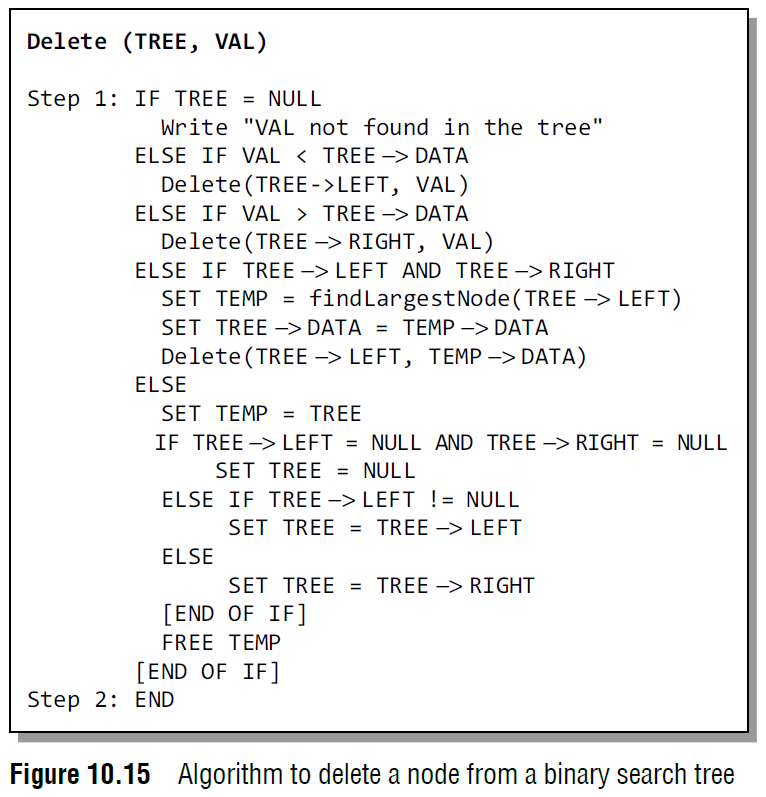 Delete (TREE, VAL)
Step 1: IF TREE = NULL
Write "VAL not found in the tree"
ELSE IF VAL < TREE —> DATA
Delete(TREE->LEFT, VAL)
ELSE IF VAL > TREE —> DATA
Delete(TREE —> RIGHT, VAL)
ELSE IF TREE —> LEFT AND TREE —> RIGHT
SET TEMP = findLargestNode(TREE —> LEFT)
SET TREE —> DATA = TEMP —> DATA
Delete(TREE —> LEFT, TEMP —> DATA)
ELSE
SET TEMP = TREE
IF TREE —> LEFT = NULL AND TREE —> RIGHT = NULL
SET TREE = NULL
ELSE IF TREE —> LEFT != NULL
SET TREE = TREE —> LEFT
ELSE
SET TREE = TREE —> RIGHT
[END OF IF]
FREE TEMP
[END OF IF]
Step 2: END
Figure 10.15 Algorithm to delete a node from a binary search tree